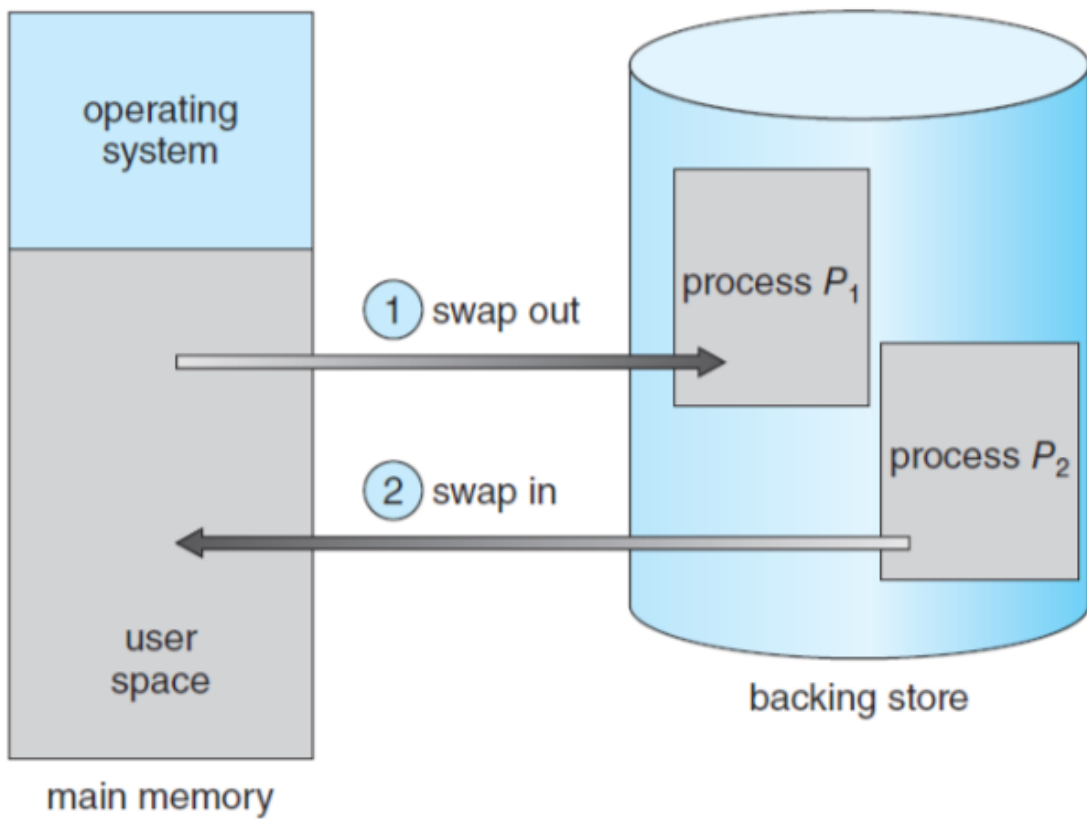 operating
system
process P1
1 swap out
process P2
2 swap in
user
space
backing store
main memory